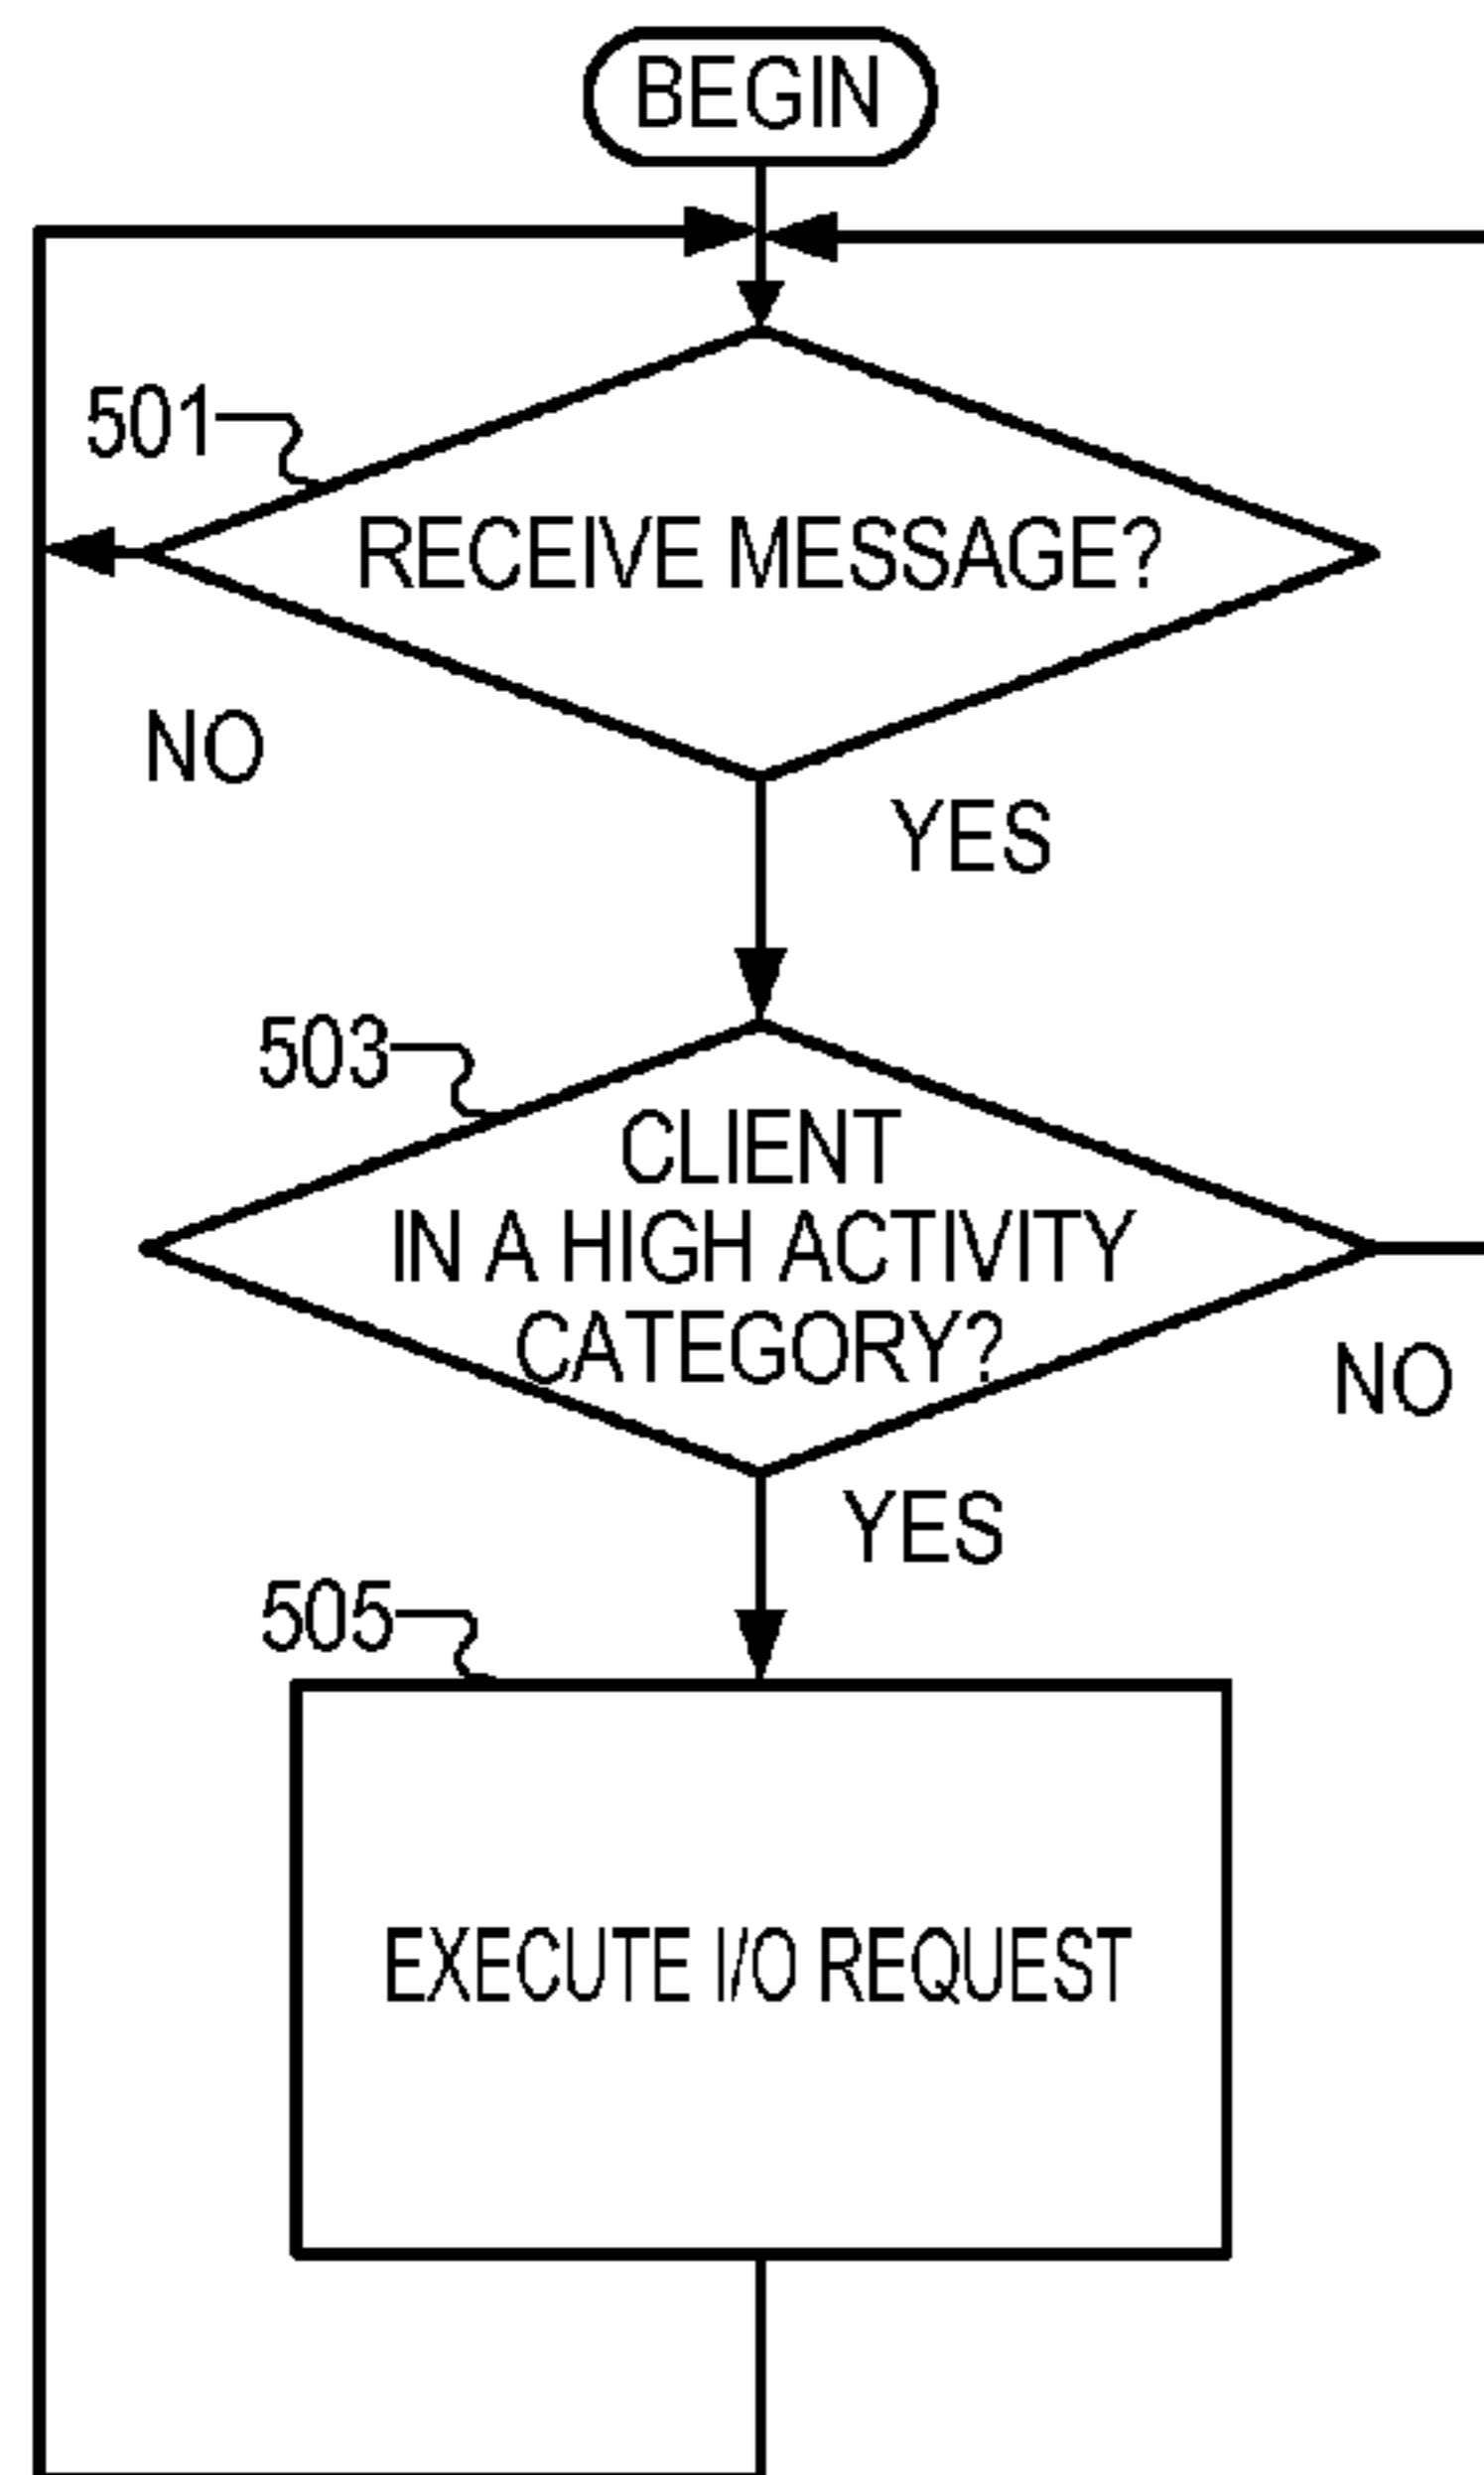 BEGIN
501
RECEIVE MESSAGE?
NO
YES
503
CLIENT
IN A HIGH ACTIVITY
CATEGORY?
NO
YES
505
EXECUTE I/O REQUEST